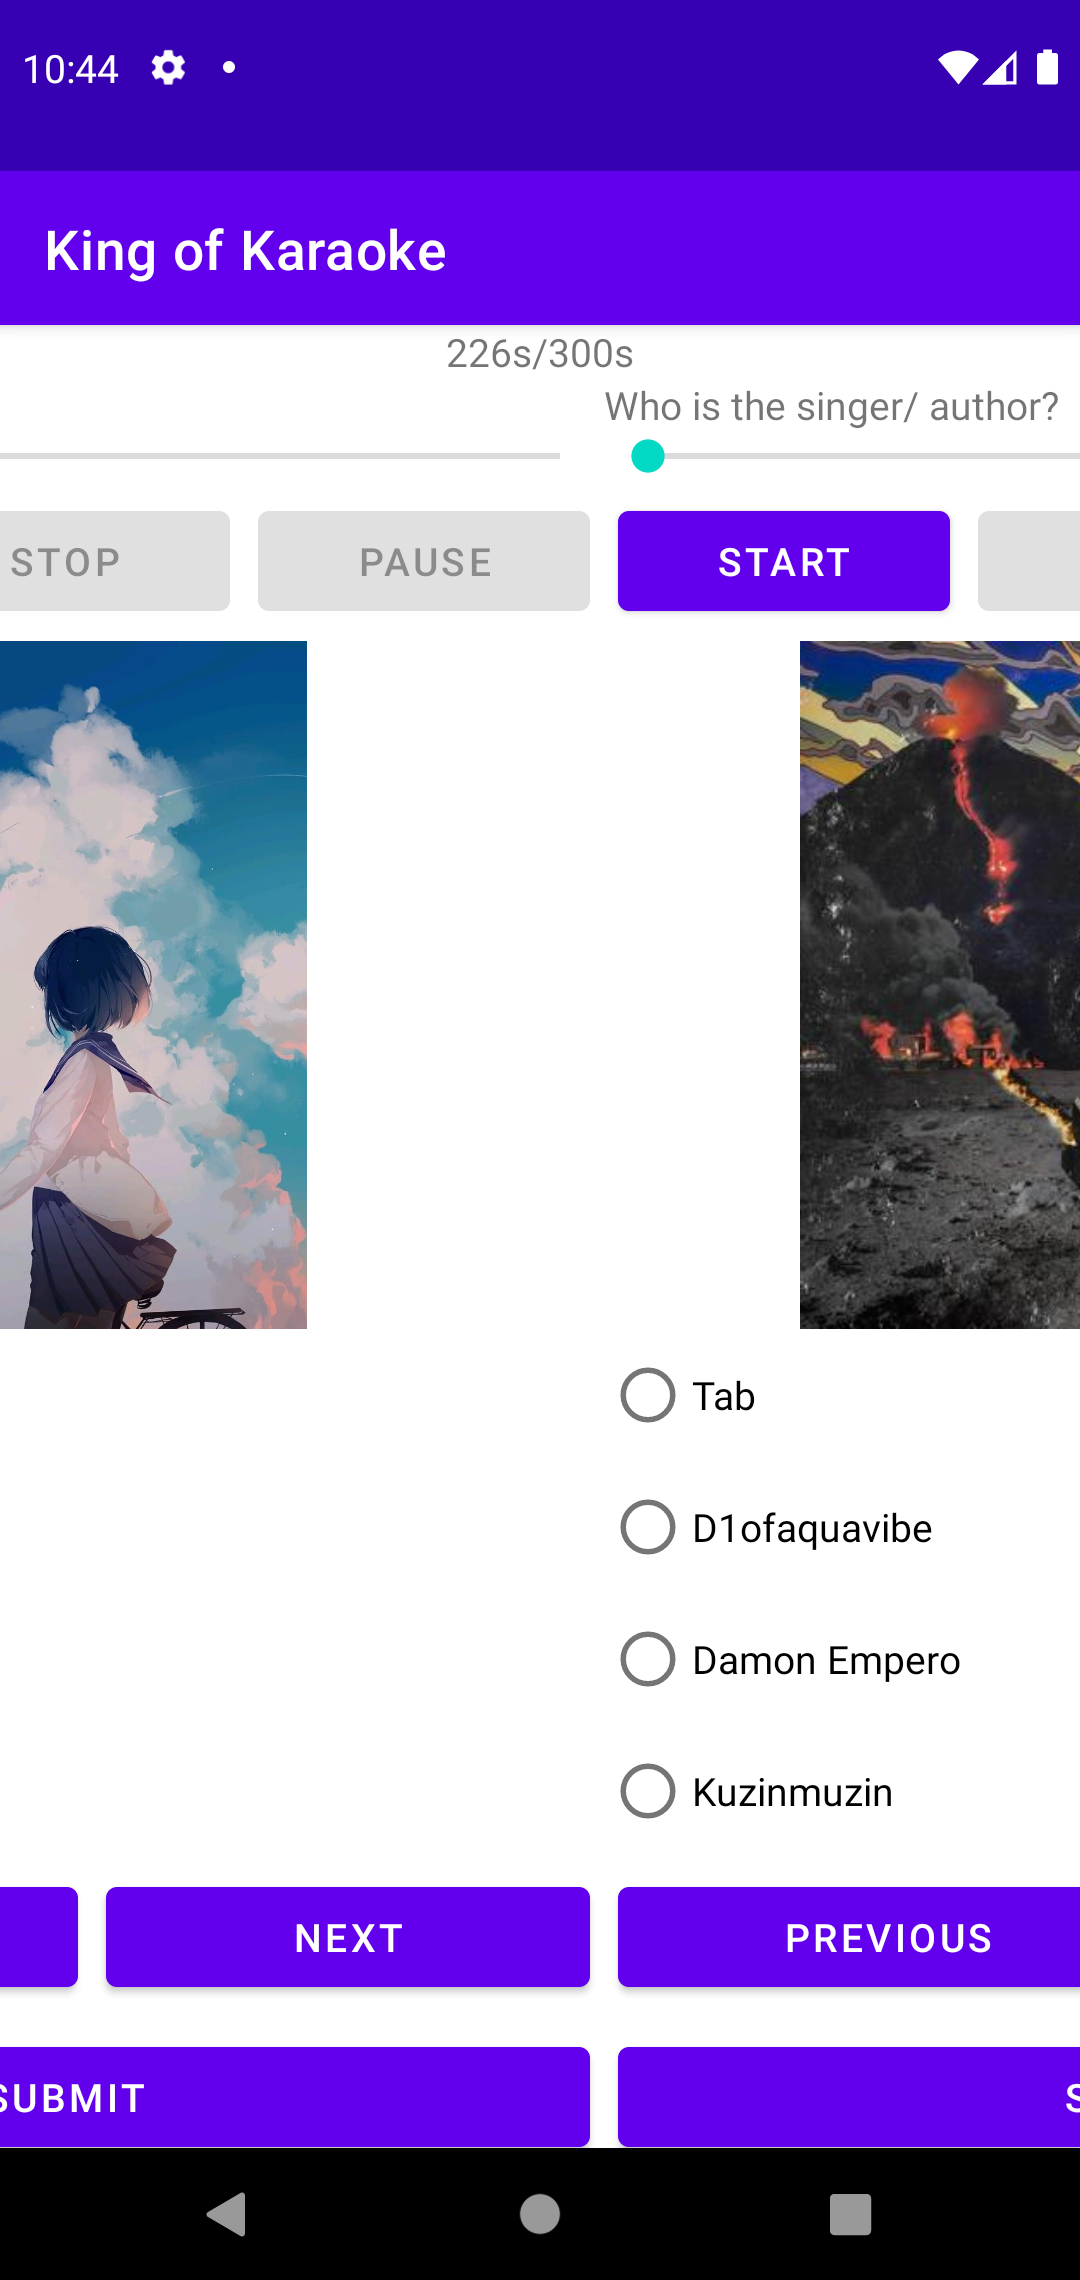 10:44
King of Karaoke
226s/300s
Who is the singer/ author?
STOP
PAUSE
START
Tab
D1ofaquavibe
Damon Empero
Kuzinmuzin
NEXT
PREVIOUS
SUBMIT
S